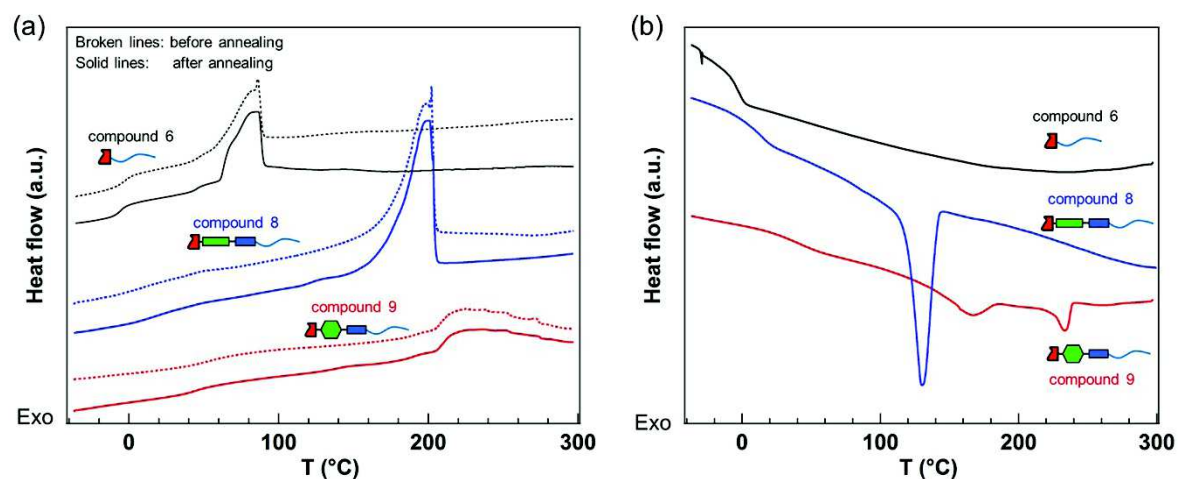 (a)
Broken lines: before annealing
Solid lines: after annealing
compound 6
compound 8
compound 9
Heat flow (a.u.)
Exo
0
100
200
300
T (°C)
(b)
compound 6
compound 8
compound 9
Heat flow (a.u.)
Exo
0
100
200
300
T (°C)